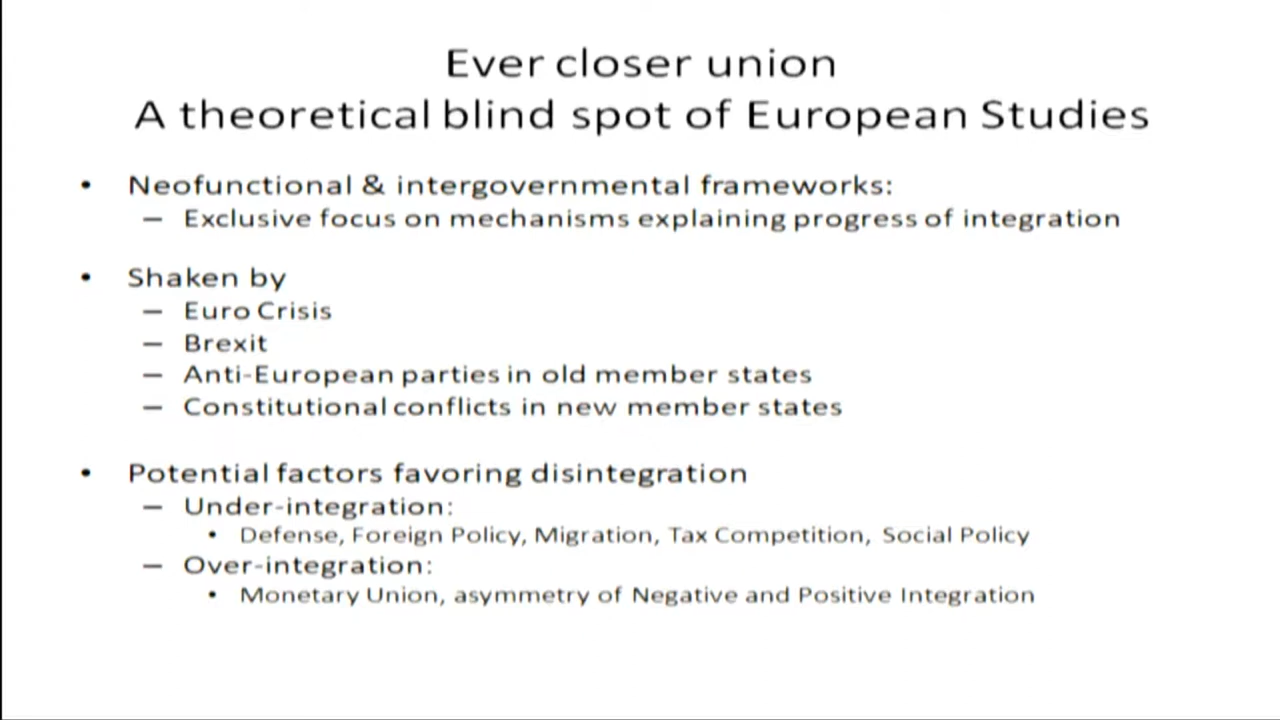 Ever closer union
A theoretical blind spot of European Studies
• Neofunctional & intergovernmental frameworks:
– Exclusive focus on mechanisms explaining progress of integration
• Shaken by
– Euro Crisis
– Brexit
– Anti-European parties in old member states
– Constitutional conflicts in new member states
• Potential factors favoring disintegration
– Under-integration:
• Defense, Foreign Policy, Migration, Tax Competition, Social Policy
– Over-integration:
• Monetary Union, asymmetry of Negative and Positive Integration